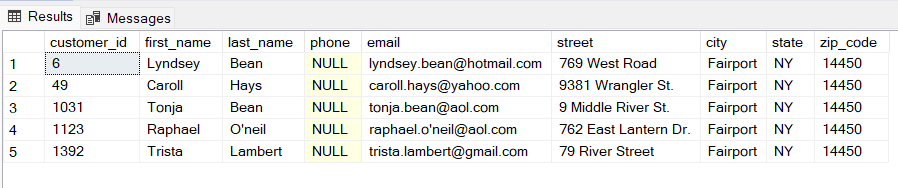 Results Messages
customer_id first_name last_name phone email street city state zip_code
1 6 Lyndsey Bean NULL lyndsey.bean@hotmail.com 769 West Road Fairport NY 14450
2 49 Caroll Hays NULL caroll.hays@yahoo.com 9381 Wrangler St. Fairport NY 14450
3 1031 Tonja Bean NULL tonja.bean@aol.com 9 Middle River St. Fairport NY 14450
4 1123 Raphael O'neil NULL raphael.o'neil@aol.com 762 East Lantern Dr. Fairport NY 14450
5 1392 Trista Lambert NULL trista.lambert@gmail.com 79 River Street Fairport NY 14450